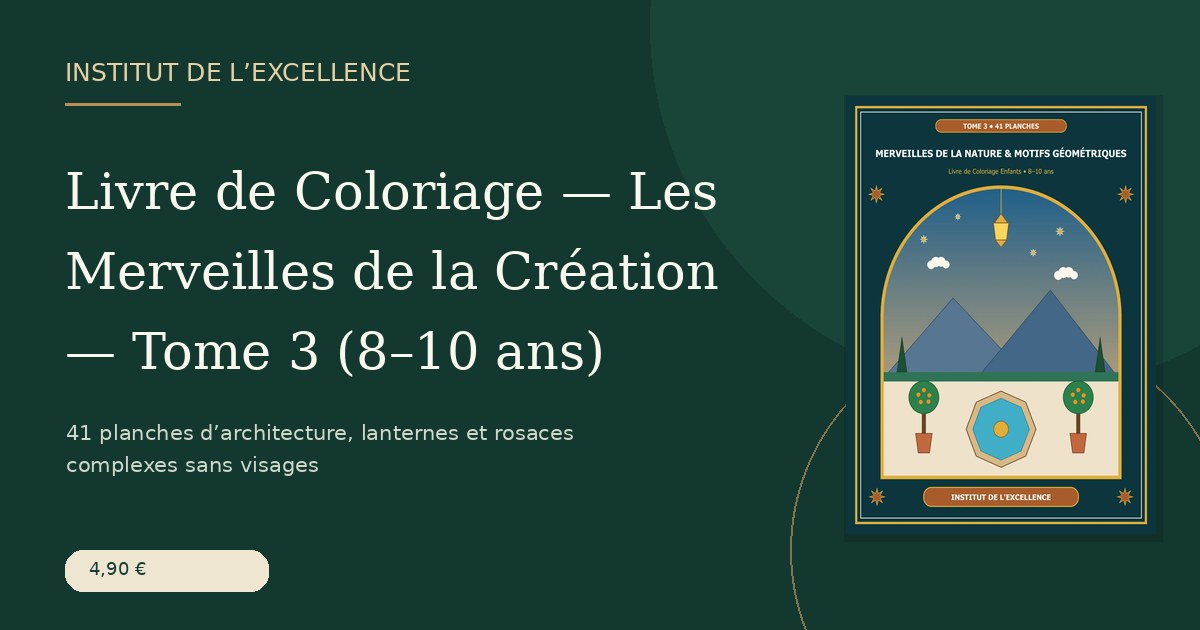 INSTITUT DE L’EXCELLENCE
Livre de Coloriage — Les
Merveilles de la Création
— Tome 3 (8–10 ans)
41 planches d’architecture, lanternes et rosaces
complexes sans visages
4,90 €
TOME 3 • 41 PLANCHES
MERVEILLES DE LA NATURE & MOTIFS GÉOMÉTRIQUES
Livre de Coloriage Enfants • 8–10 ans
INSTITUT DE L'EXCELLENCE